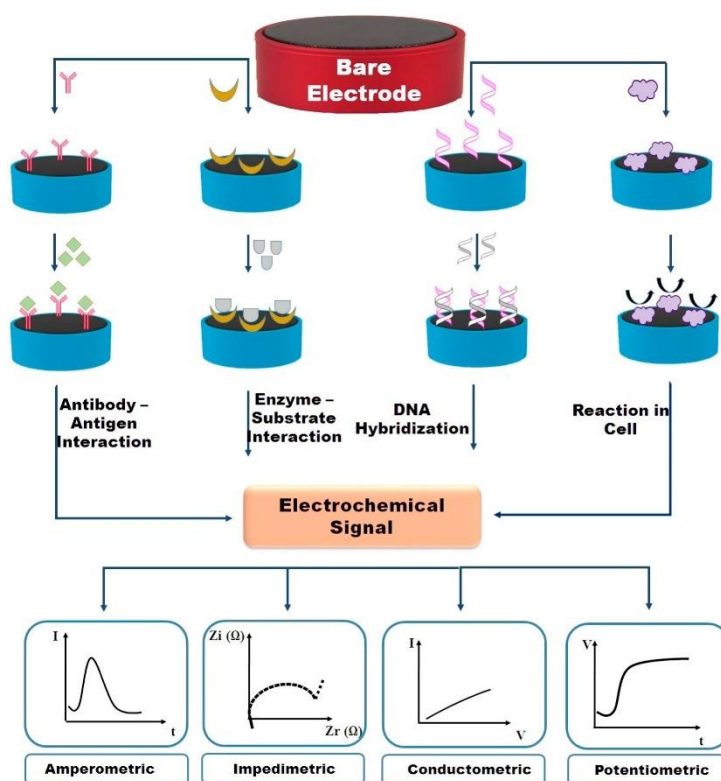 Bare
Electrode
Antibody –
Antigen
Interaction
Enzyme –
Substrate
Interaction
DNA
Hybridization
Reaction in
Cell
Electrochemical
Signal
I
t
Zi (Ω)
Zr (Ω)
I
V
V
t
Amperometric
Impedimetric
Conductometric
Potentiometric